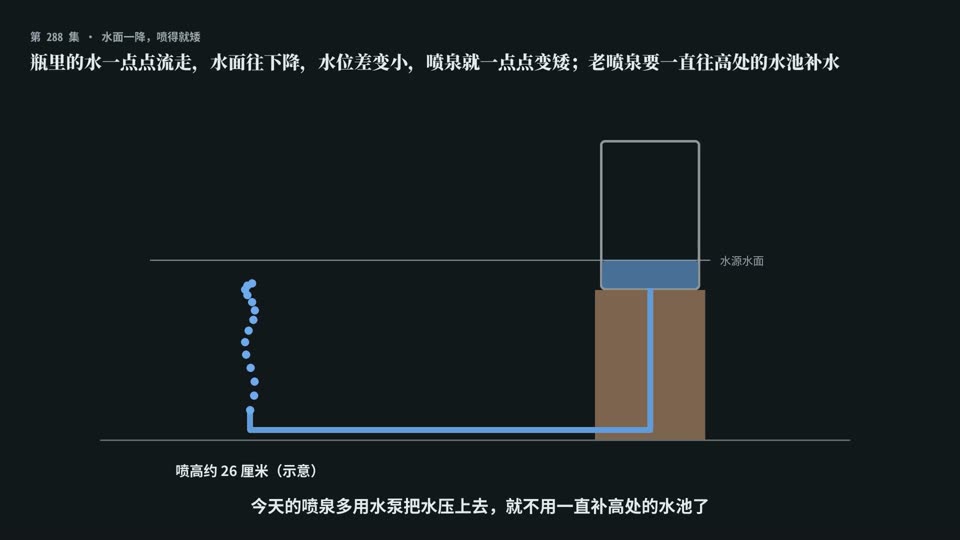 第 288 集 · 水面一降，喷得就矮
瓶里的水一点点流走，水面往下降，水位差变小，喷泉就一点点变矮；老喷泉要一直往高处的水池补水
水源水面
喷高约 26 厘米（示意）
今天的喷泉多用水泵把水压上去，就不用一直补高处的水池了